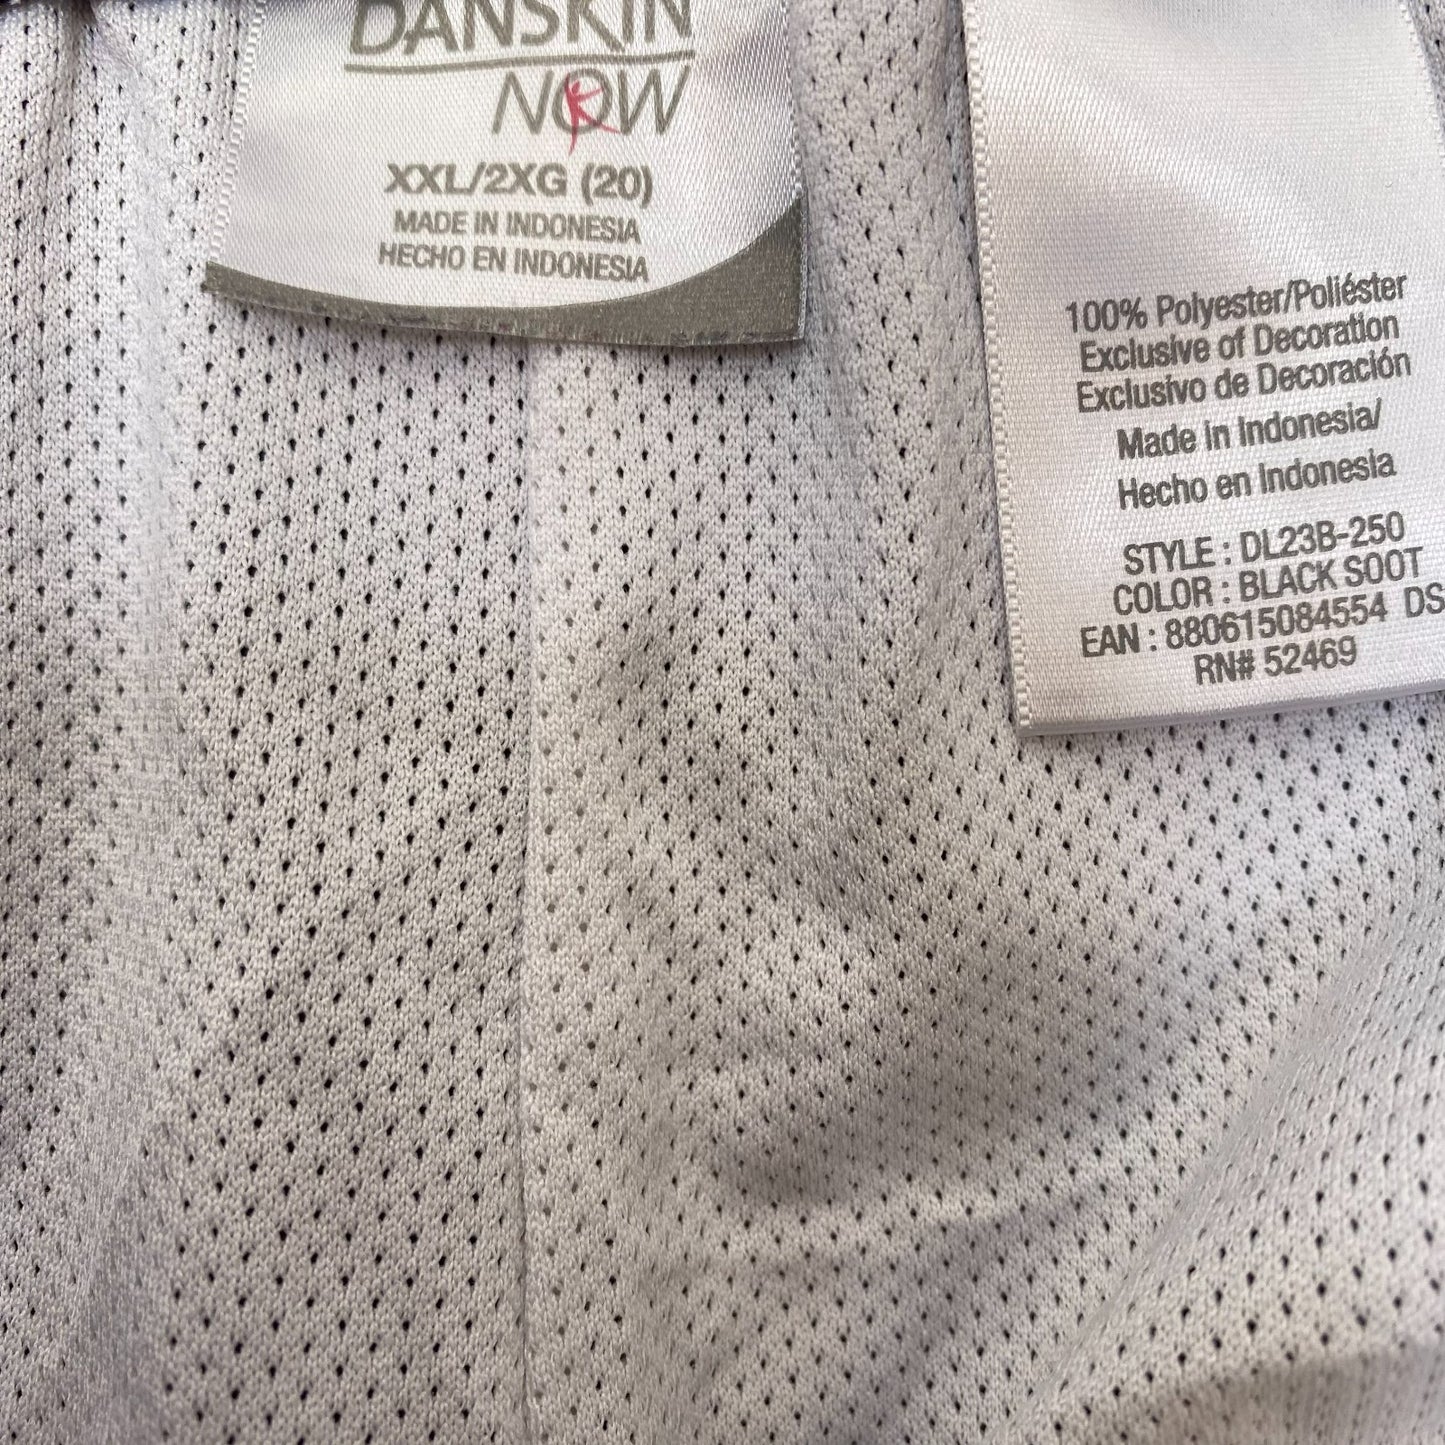 DANSKIN
NOW
XXL/2XG (20)
MADE IN INDONESIA
HECHO EN INDONESIA
100% Polyester/Poliéster
Exclusive of Decoration
Exclusivo de Decoración
Made in Indonesia/
Hecho en Indonesia
STYLE : DL23B-250
COLOR : BLACK SOOT
EAN : 880615084554 DS
RN# 52469